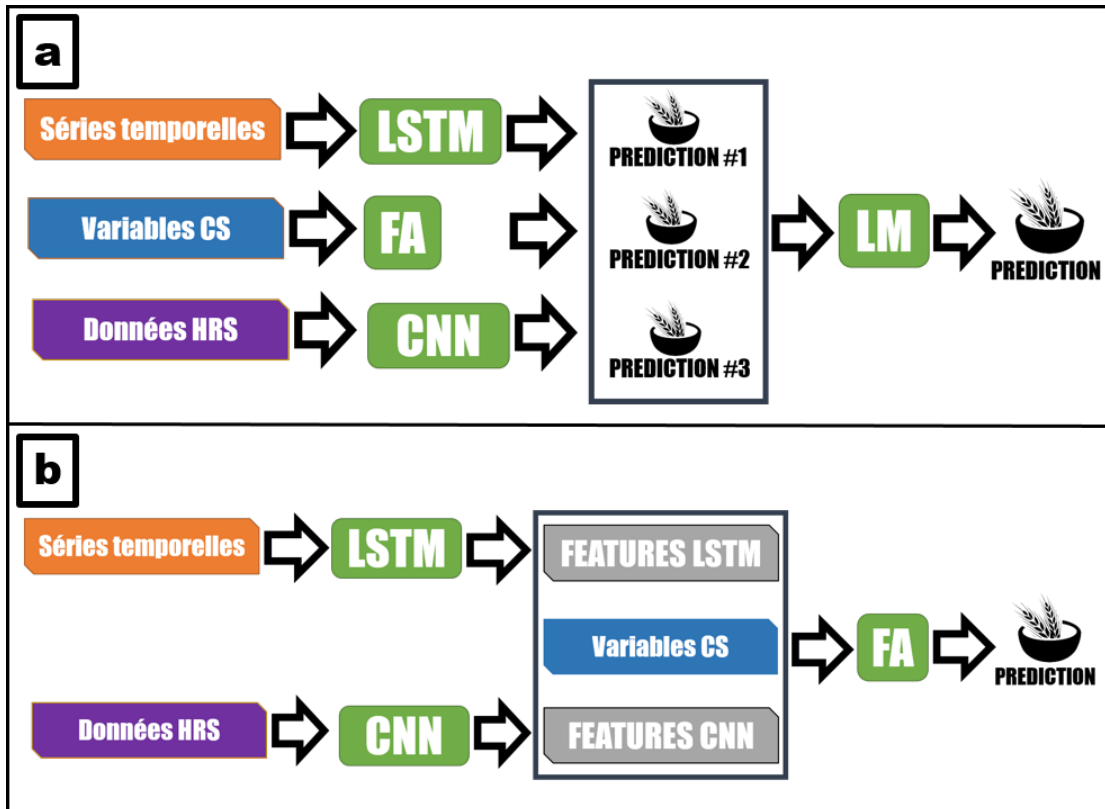 a
Séries temporelles
LSTM
PREDICTION #1
Variables CS
FA
PREDICTION #2
LM
PREDICTION
Données HRS
CNN
PREDICTION #3
b
Séries temporelles
LSTM
FEATURES LSTM
Variables CS
FA
PREDICTION
Données HRS
CNN
FEATURES CNN